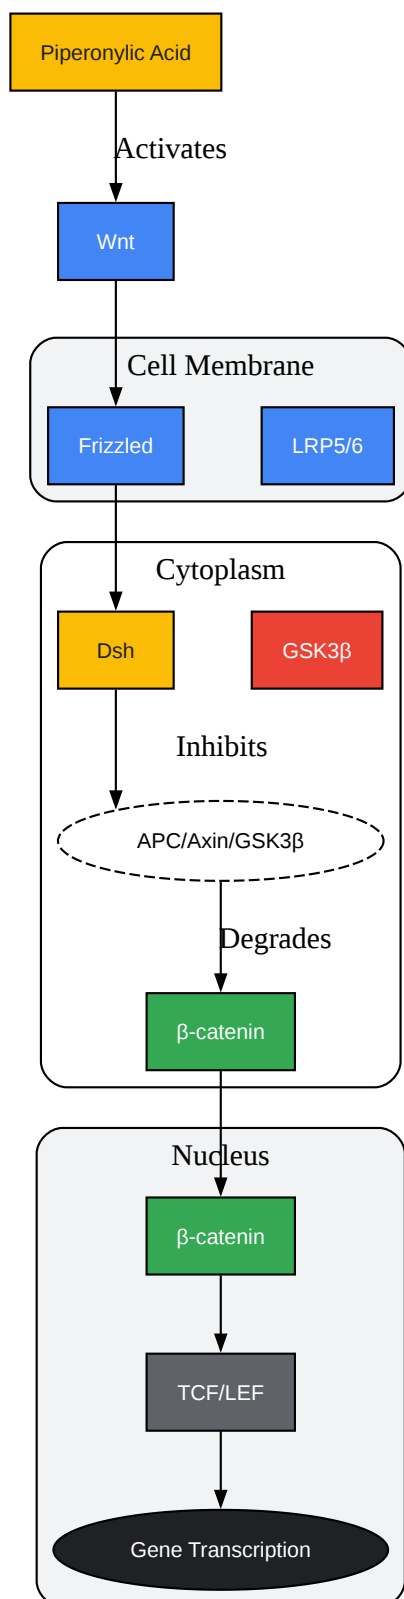 Piperonylic Acid
Activates
Wnt
Cell Membrane
Frizzled
LRP5/6
Cytoplasm
Dsh
GSK3β
Inhibits
APC/Axin/GSK3β
Degrades
β-catenin
Nucleus
β-catenin
TCF/LEF
Gene Transcription